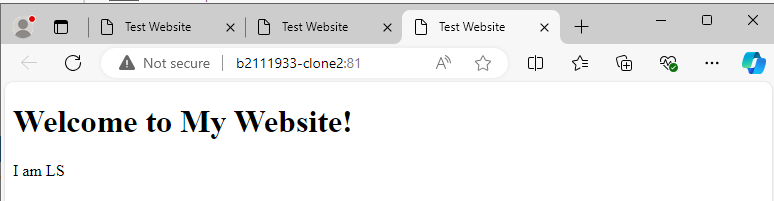 Test Website
Test Website
Test Website
Not secure
b2111933-clone2:81
Welcome to My Website!
I am LS